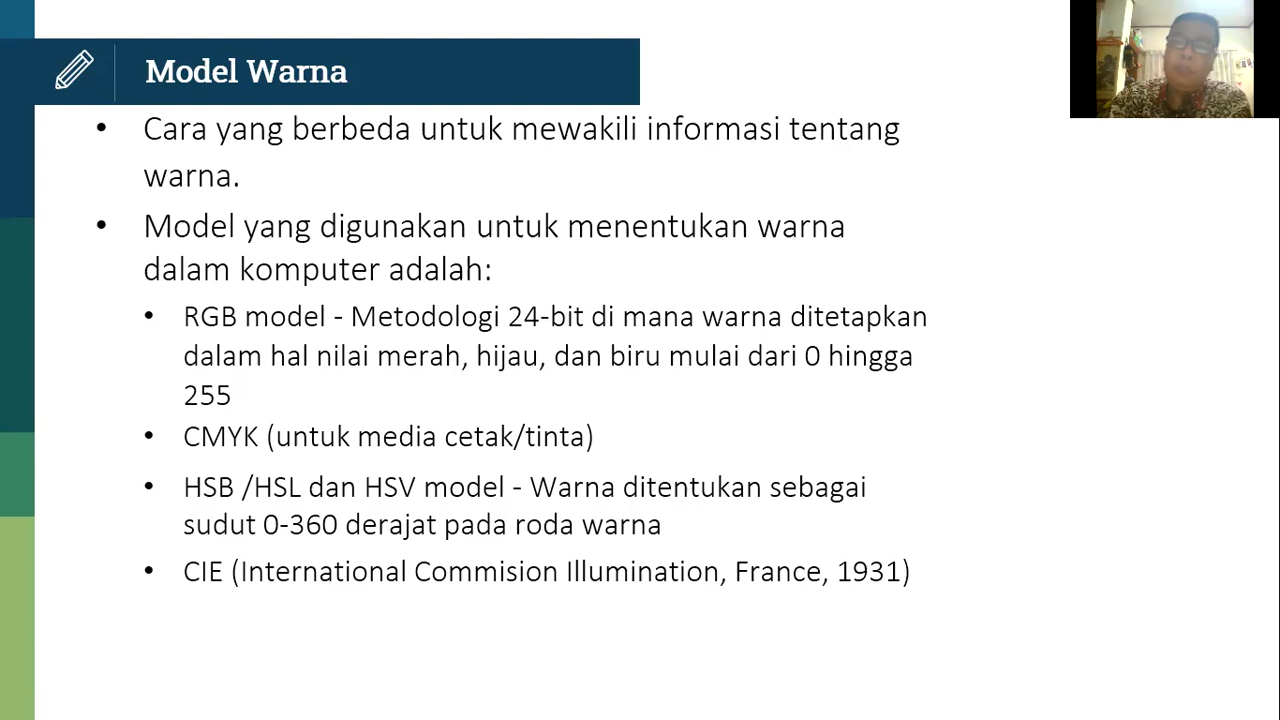 Model Warna
• Cara yang berbeda untuk mewakili informasi tentang
warna.
• Model yang digunakan untuk menentukan warna
dalam komputer adalah:
• RGB model - Metodologi 24-bit di mana warna ditetapkan
dalam hal nilai merah, hijau, dan biru mulai dari 0 hingga
255
• CMYK (untuk media cetak/tinta)
• HSB /HSL dan HSV model - Warna ditentukan sebagai
sudut 0-360 derajat pada roda warna
• CIE (International Commision Illumination, France, 1931)